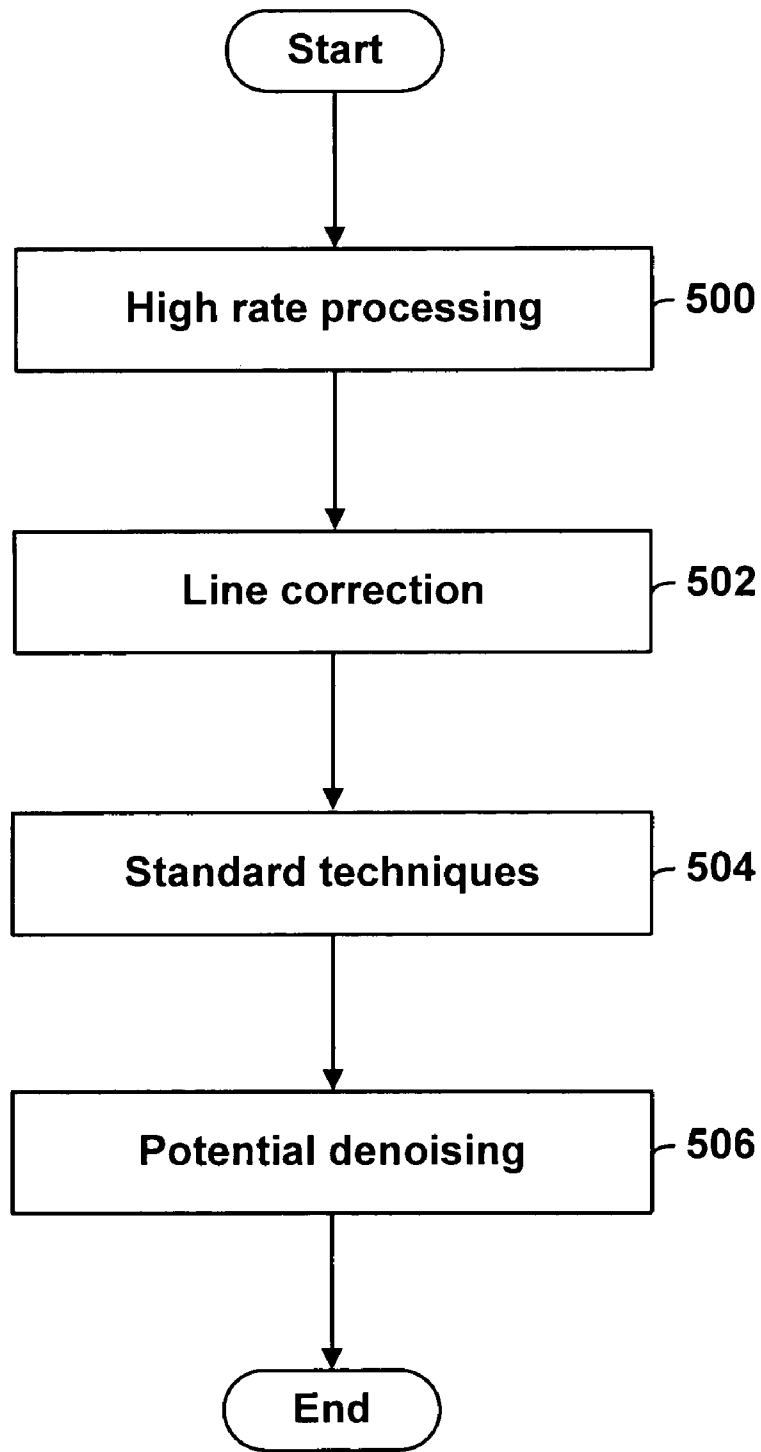 Start
High rate processing
500
Line correction
502
Standard techniques
504
Potential denoising
506
End